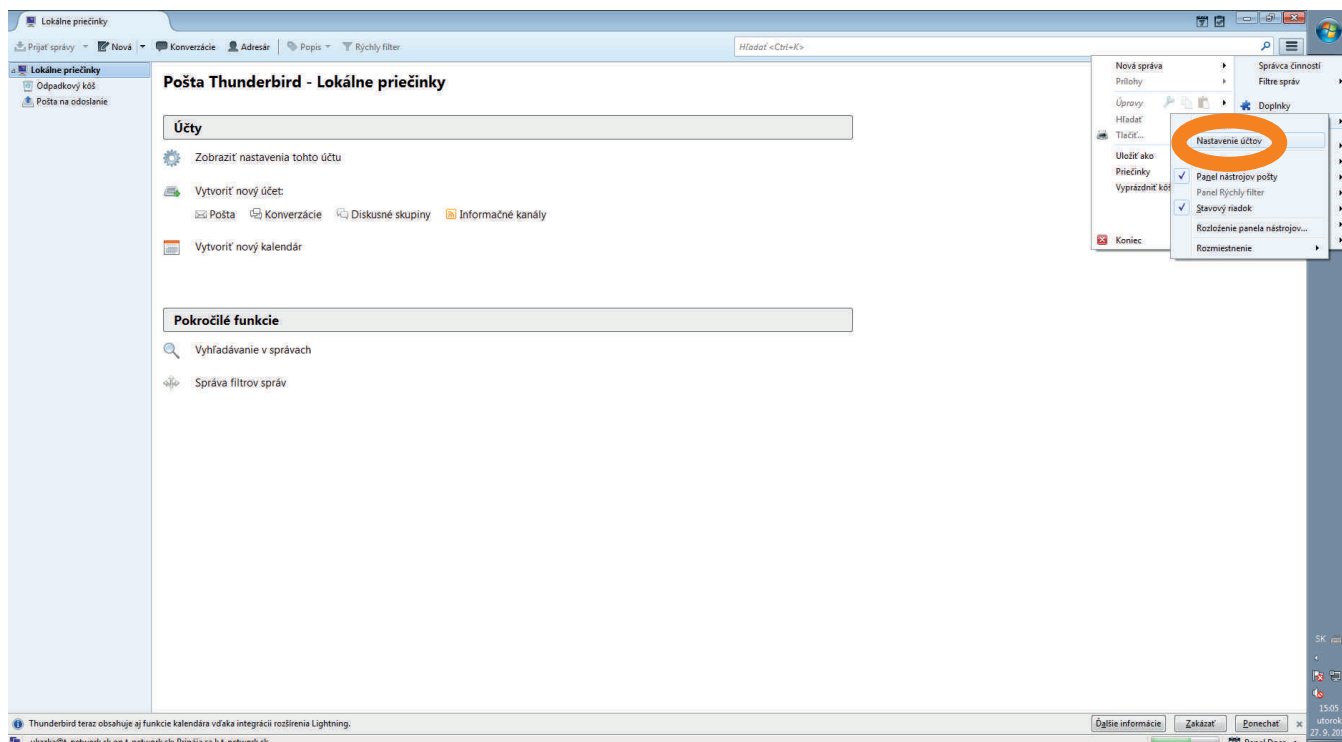 Lokálne priečinky
Prijať správy Nová Konverzácie Adresár Popis Rýchly filter Hľadať <Ctrl+K>
Lokálne priečinky
Odpadkový kôš
Pošta na odoslanie
Pošta Thunderbird - Lokálne priečinky
Účty
Zobraziť nastavenia tohto účtu
Vytvoriť nový účet:
Pošta Konverzácie Diskusné skupiny Informačné kanály
Vytvoriť nový kalendár
Pokročilé funkcie
Vyhľadávanie v správach
Správa filtrov správ
Nová správa
Prílohy
Úpravy
Hľadať
Tlačiť...
Uložiť ako
Priečinky
Vyprázdniť kôš
Koniec
Správca činností
Filtre správ
Doplnky
Nastavenie účtov
Panel nástrojov pošty
Panel Rýchly filter
Stavový riadok
Rozloženie panela nástrojov...
Rozmiestnenie
SK
15:05
utorok
27. 9. 20
Thunderbird teraz obsahuje aj funkcie kalendára vďaka integrácii rozšírenia Lightning.
Ďalšie informácie Zakázať Ponechať